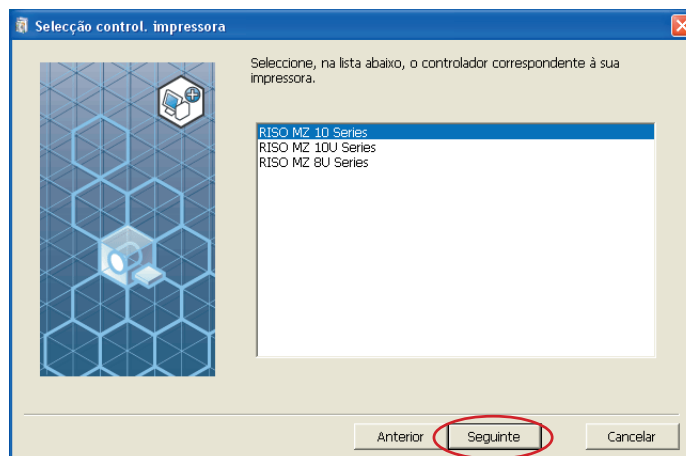 Selecção control. impressora
Seleccione, na lista abaixo, o controlador correspondente à sua
impressora.
RISO MZ 10 Series
RISO MZ 10U Series
RISO MZ 8U Series
Anterior
Seguinte
Cancelar